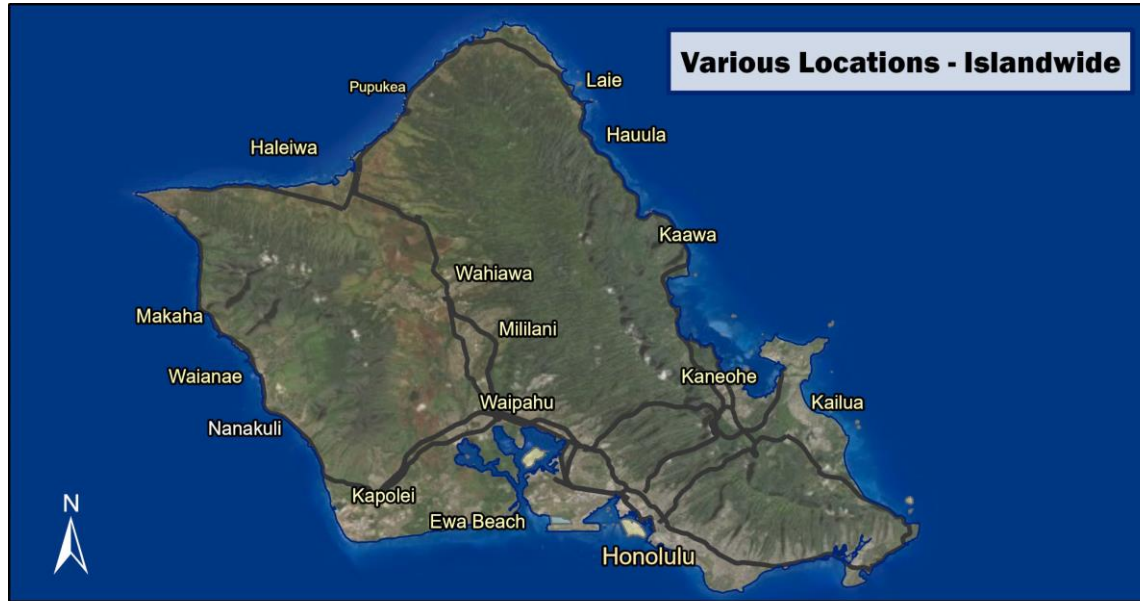 Various Locations - Islandwide
Laie
Pupukea
Hauula
Haleiwa
Kaawa
Wahiawa
Makaha
Mililani
Waianae
Kaneohe
Waipahu
Kailua
Nanakuli
Kapolei
N
Ewa Beach
Honolulu